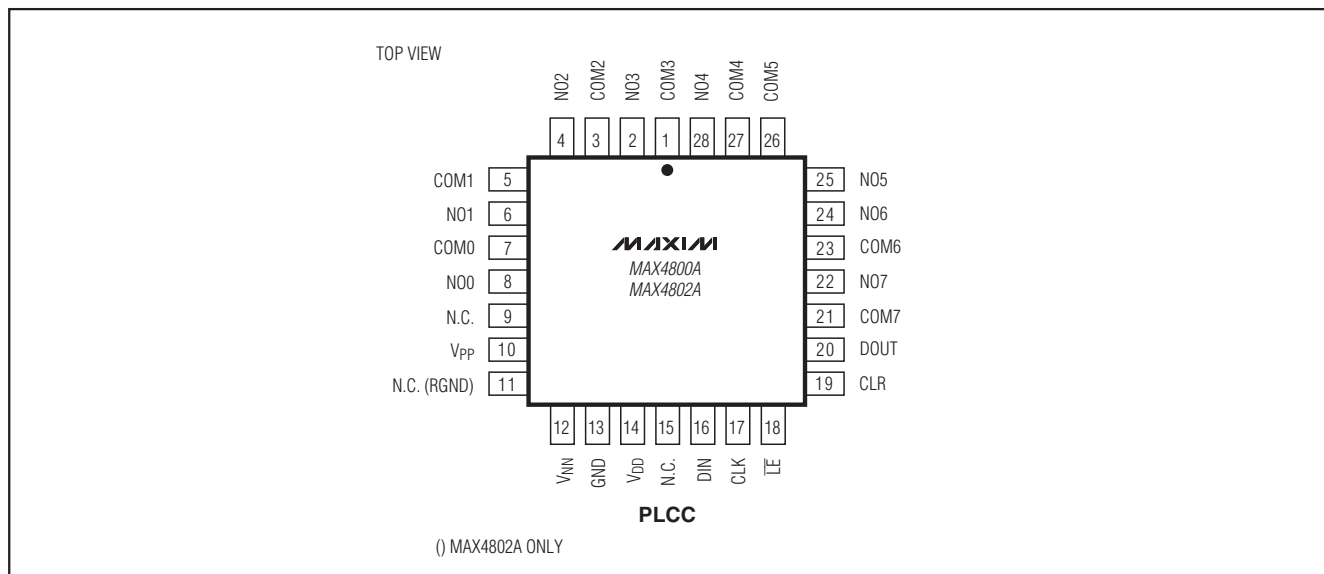 TOP VIEW
NO2
COM2
NO3
COM3
NO4
COM4
COM5
4
3
2
1
28
27
26
COM1 5
NO1 6
COM0 7
NO0 8
N.C. 9
VPP 10
N.C. (RGND) 11
MAXIM
MAX4800A
MAX4802A
25 NO5
24 NO6
23 COM6
22 NO7
21 COM7
20 DOUT
19 CLR
12
13
14
15
16
17
18
VNN
GND
VDD
N.C.
DIN
CLK
L̅E̅
PLCC
() MAX4802A ONLY